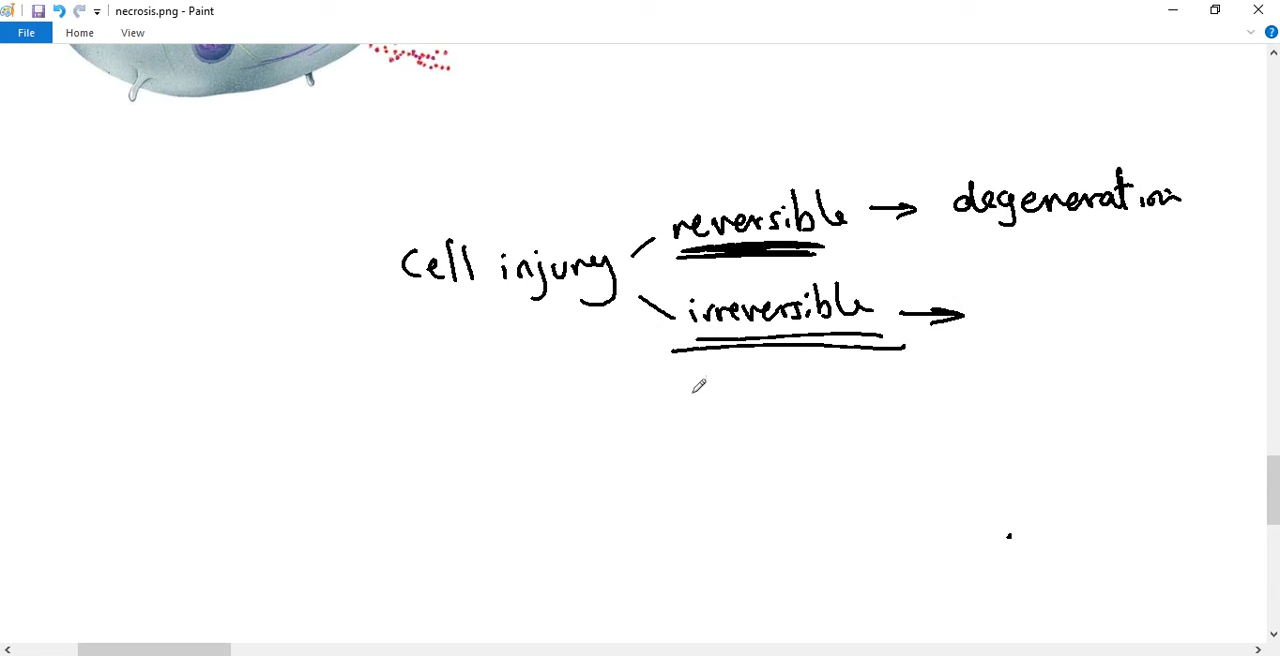 necrosis.png - Paint
File Home View
reversible → degeneration
Cell injury
irreversible →